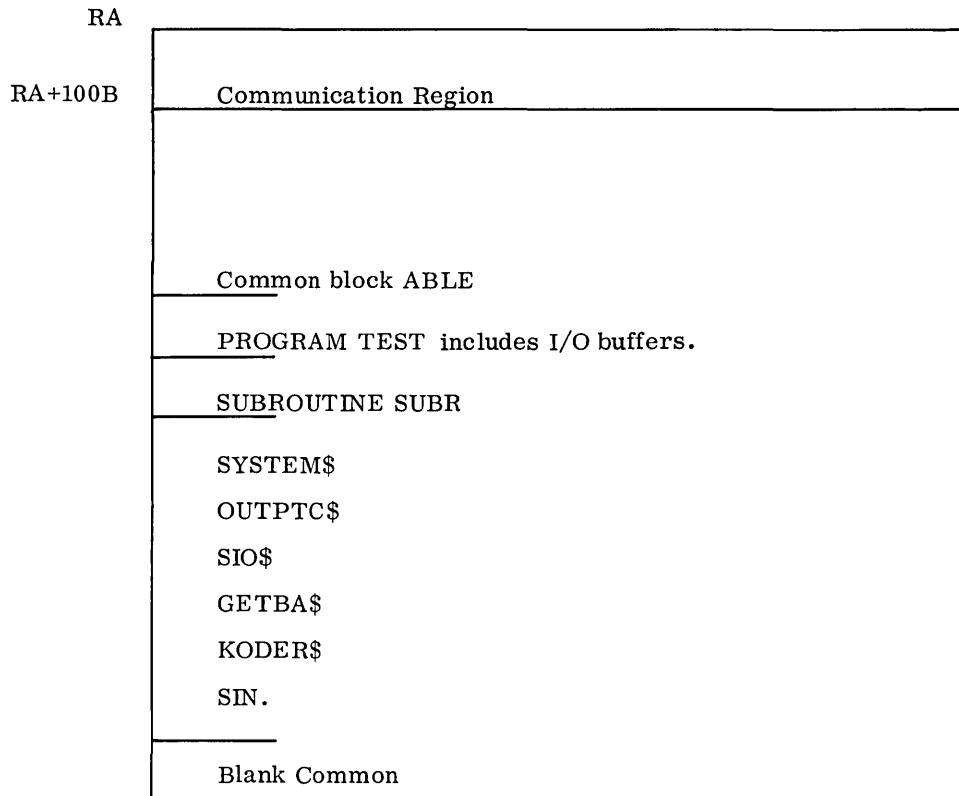 RA
RA+100B Communication Region
Common block ABLE
PROGRAM TEST includes I/O buffers.
SUBROUTINE SUBR
SYSTEM$
OUTPTC$
SIO$
GETBA$
KODER$
SIN.
Blank Common